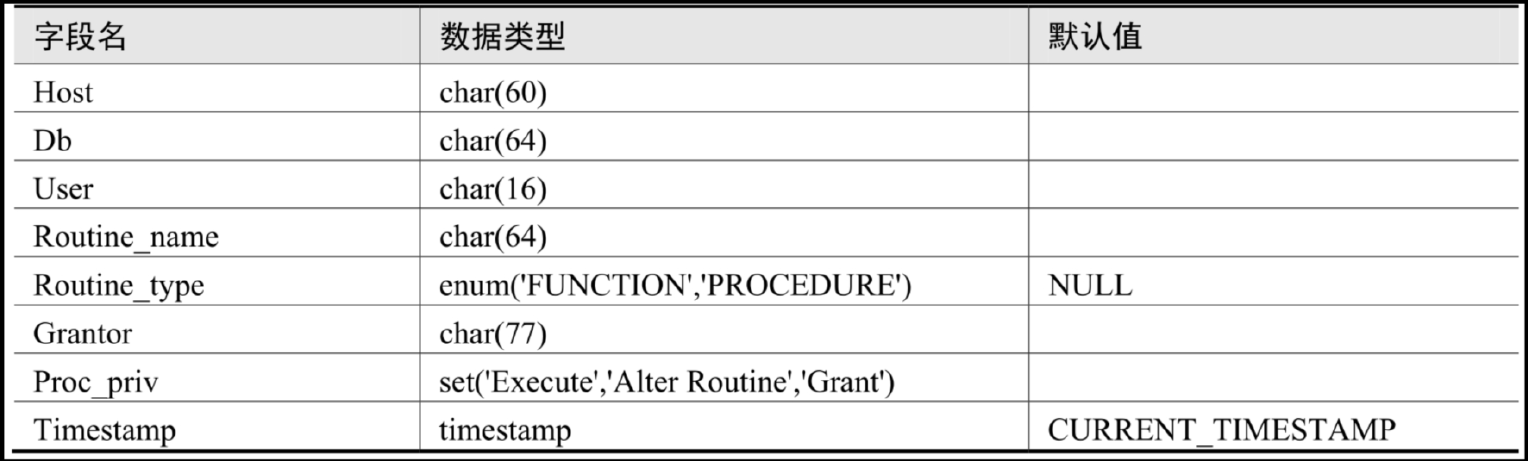 字段名 数据类型 默认值
Host char(60)
Db char(64)
User char(16)
Routine_name char(64)
Routine_type enum('FUNCTION','PROCEDURE') NULL
Grantor char(77)
Proc_priv set('Execute','Alter Routine','Grant')
Timestamp timestamp CURRENT_TIMESTAMP